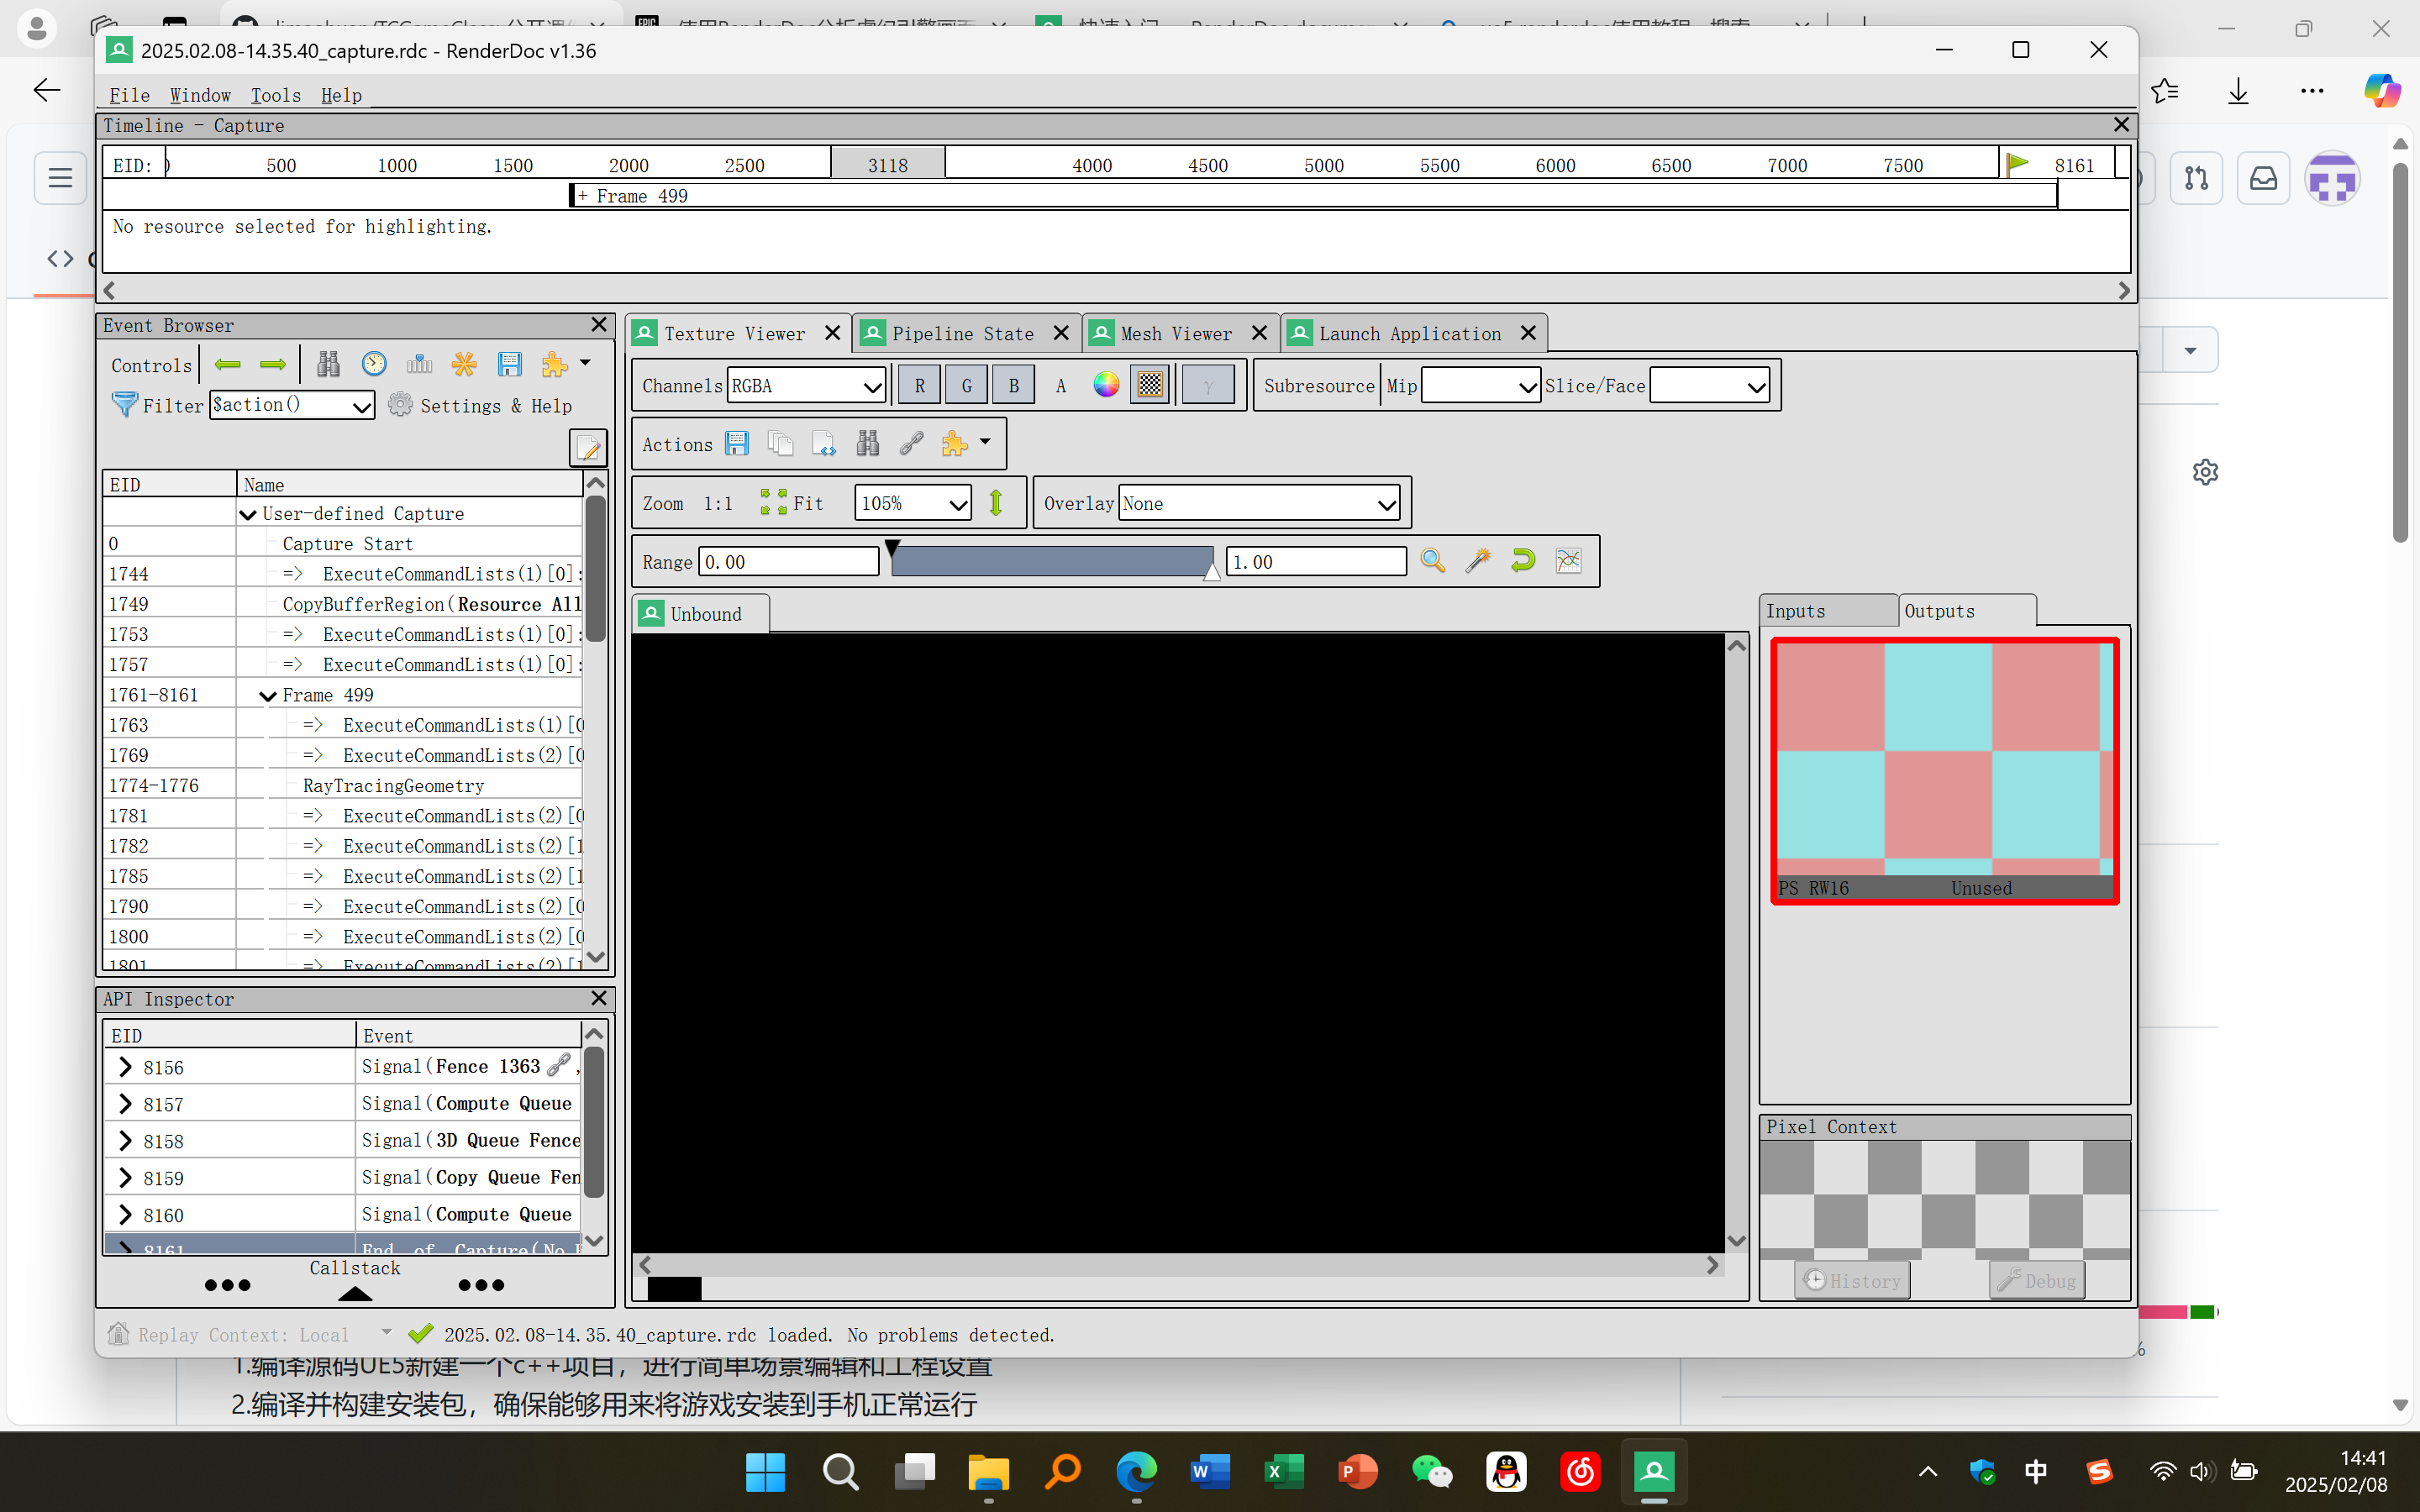 2025.02.08-14.35.40_capture.rdc - RenderDoc v1.36
File Window Tools Help
Timeline - Capture
EID: 500 1000 1500 2000 2500 3118 4000 4500 5000 5500 6000 6500 7000 7500 8161
+ Frame 499
No resource selected for highlighting.
Event Browser
Controls
Filter $action() Settings & Help
EID Name
User-defined Capture
0 Capture Start
1744 => ExecuteCommandLists(1)[0]:
1749 CopyBufferRegion(Resource All
1753 => ExecuteCommandLists(1)[0]:
1757 => ExecuteCommandLists(1)[0]:
1761-8161 Frame 499
1763 => ExecuteCommandLists(1)[0
1769 => ExecuteCommandLists(2)[0
1774-1776 RayTracingGeometry
1781 => ExecuteCommandLists(2)[0
1782 => ExecuteCommandLists(2)[1
1785 => ExecuteCommandLists(2)[1
1790 => ExecuteCommandLists(2)[0
1800 => ExecuteCommandLists(2)[0
1801 => ExecuteCommandLists(2)[1
API Inspector
EID Event
8156 Signal(Fence 1363 ,
8157 Signal(Compute Queue
8158 Signal(3D Queue Fence
8159 Signal(Copy Queue Fen
8160 Signal(Compute Queue
8161 End of Capture(No
Callstack
Texture Viewer Pipeline State Mesh Viewer Launch Application
Channels RGBA R G B A γ Subresource Mip Slice/Face
Actions
Zoom 1:1 Fit 105% Overlay None
Range 0.00 1.00
Unbound
Inputs Outputs
PS RW16 Unused
Pixel Context
History Debug
Replay Context: Local 2025.02.08-14.35.40_capture.rdc loaded. No problems detected.
1.编译源码UE5新建一个c++项目，进行简单场景编辑和工程设置
2.编译并构建安装包，确保能够用来将游戏安装到手机正常运行
中
14:41
2025/02/08